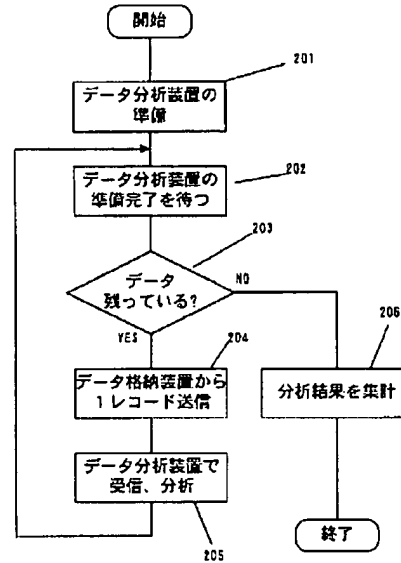 開始
201
データ分析装置の
準備
202
データ分析装置の
準備完了を待つ
203
データ
残っている?
NO
YES
204
206
データ格納装置から
1レコード送信
分析結果を集計
データ分析装置で
受信、分析
205
終了